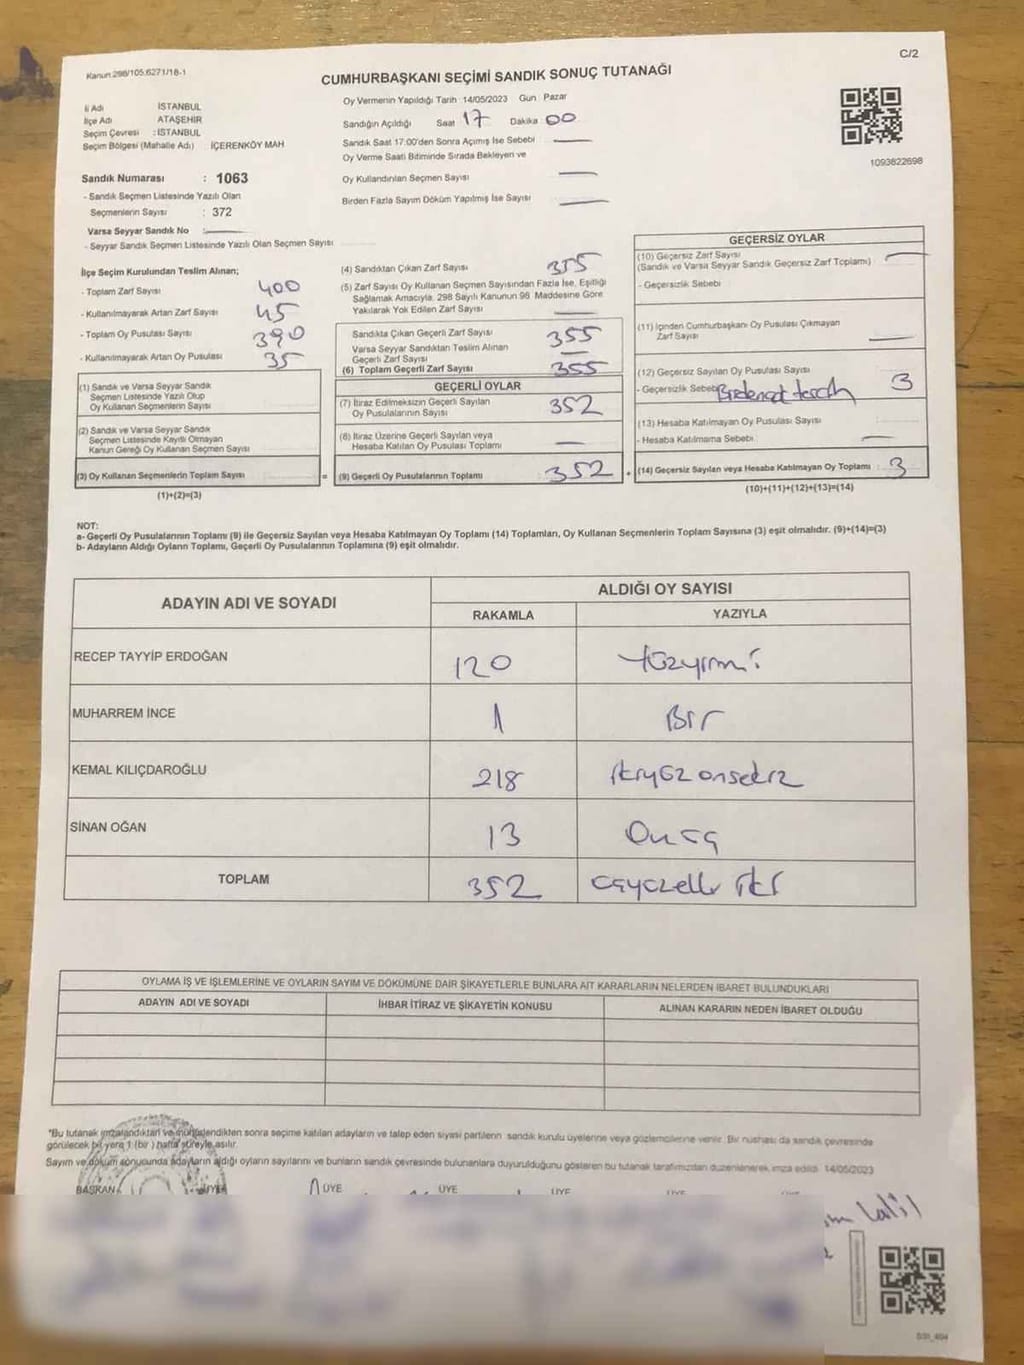 C/2
Kanun:298/105:6271/18-1
CUMHURBAŞKANI SEÇİMİ SANDIK SONUÇ TUTANAĞI
İl Adı İSTANBUL
İlçe Adı ATAŞEHİR
Seçim Çevresi : İSTANBUL
Seçim Bölgesi (Mahalle Adı) İÇERENKÖY MAH
Sandık Numarası : 1063
- Sandık Seçmen Listesinde Yazılı Olan
Seçmenlerin Sayısı : 372
Varsa Seyyar Sandık No :
- Seyyar Sandık Seçmen Listesinde Yazılı Olan Seçmen Sayısı
Oy Vermenin Yapıldığı Tarih 14/05/2023 Gün Pazar
Sandığın Açıldığı Saat 17 Dakika 00
Sandık Saat 17:00'den Sonra Açımış İse Sebebi
Oy Verme Saati Bitiminde Sırada Bekleyen ve
Oy Kullandırılan Seçmen Sayısı
Birden Fazla Sayım Döküm Yapılmış İse Sayısı
1093822698
İlçe Seçim Kurulundan Teslim Alınan;
- Toplam Zarf Sayısı 400
- Kullanılmayarak Artan Zarf Sayısı 45
- Toplam Oy Pusulası Sayısı 390
- Kullanılmayarak Artan Oy Pusulası 35
(1) Sandık ve Varsa Seyyar Sandık
Seçmen Listesinde Yazılı Olup
Oy Kullanan Seçmenlerin Sayısı
(2) Sandık ve Varsa Seyyar Sandık
Seçmen Listesinde Kayıtlı Olmayan
Kanun Gereği Oy Kullanan Seçmen Sayısı
(3) Oy Kullanan Seçmenlerin Toplam Sayısı =
(1)+(2)=(3)
(4) Sandıktan Çıkan Zarf Sayısı 355
(5) Zarf Sayısı Oy Kullanan Seçmen Sayısından Fazla İse, Eşitliği
Sağlamak Amacıyla, 298 Sayılı Kanunun 98 Maddesine Göre
Yakılarak Yok Edilen Zarf Sayısı
Sandıkta Çıkan Geçerli Zarf Sayısı 355
Varsa Seyyar Sandıktan Teslim Alınan
Geçerli Zarf Sayısı
(6) Toplam Geçerli Zarf Sayısı 355
GEÇERLİ OYLAR
(7) İtiraz Edilmeksizin Geçerli Sayılan
Oy Pusulalarının Sayısı 352
(8) İtiraz Üzerine Geçerli Sayılan veya
Hesaba Katılan Oy Pusulası Toplamı
(9) Geçerli Oy Pusulalarının Toplamı 352 +
GEÇERSİZ OYLAR
(10) Geçersiz Zarf Sayısı
(Sandık ve Varsa Seyyar Sandık Geçersiz Zarf Toplamı)
- Geçersizlik Sebebi
(11) İçinden Cumhurbaşkanı Oy Pusulası Çıkmayan
Zarf Sayısı
(12) Geçersiz Sayılan Oy Pusulası Sayısı 3
- Geçersizlik Sebebi
(13) Hesaba Katılmayan Oy Pusulası Sayısı
- Hesaba Katılmama Sebebi
(14) Geçersiz Sayılan veya Hesaba Katılmayan Oy Toplamı : 3
(10)+(11)+(12)+(13)=(14)
NOT:
a- Geçerli Oy Pusulalarının Toplamı (9) ile Geçersiz Sayılan veya Hesaba Katılmayan Oy Toplamı (14) Toplamları, Oy Kullanan Seçmenlerin Toplam Sayısına (3) eşit olmalıdır. (9)+(14)=(3)
b- Adayların Aldığı Oyların Toplamı, Geçerli Oy Pusulalarının Toplamına (9) eşit olmalıdır.
ADAYIN ADI VE SOYADI ALDIĞI OY SAYISI
RAKAMLA YAZIYLA
RECEP TAYYİP ERDOĞAN 120 yüzyirmi
MUHARREM İNCE 1 Bir
KEMAL KILIÇDAROĞLU 218 ikiyüz onsekiz
SİNAN OĞAN 13 Onüç
TOPLAM 352 üçyüzelli iki
OYLAMA İŞ VE İŞLEMLERİNE VE OYLARIN SAYIM VE DÖKÜMÜNE DAİR ŞİKAYETLERLE BUNLARA AİT KARARLARIN NELERDEN İBARET BULUNDUKLARI
ADAYIN ADI VE SOYADI İHBAR İTİRAZ VE ŞİKAYETİN KONUSU ALINAN KARARIN NEDEN İBARET OLDUĞU
*Bu tutanak imzalandıktan ve mühürlendikten sonra seçime katılan adayların ve talep eden siyasi partilerin sandık kurulu üyelerine veya gözlemcilerine verilir. Bir nüshası da sandık çevresinde
görülecek bir yere 1 (bir) hafta süreyle asılır.
Sayım ve döküm sonucunda adayların aldığı oyların sayılarını ve bunların sandık çevresinde bulunanlara duyurulduğunu gösteren bu tutanak tarafımızdan düzenlenerek imza edildi. 14/05/2023
BAŞKAN ÜYE ÜYE ÜYE ÜYE ÜYE ÜYE